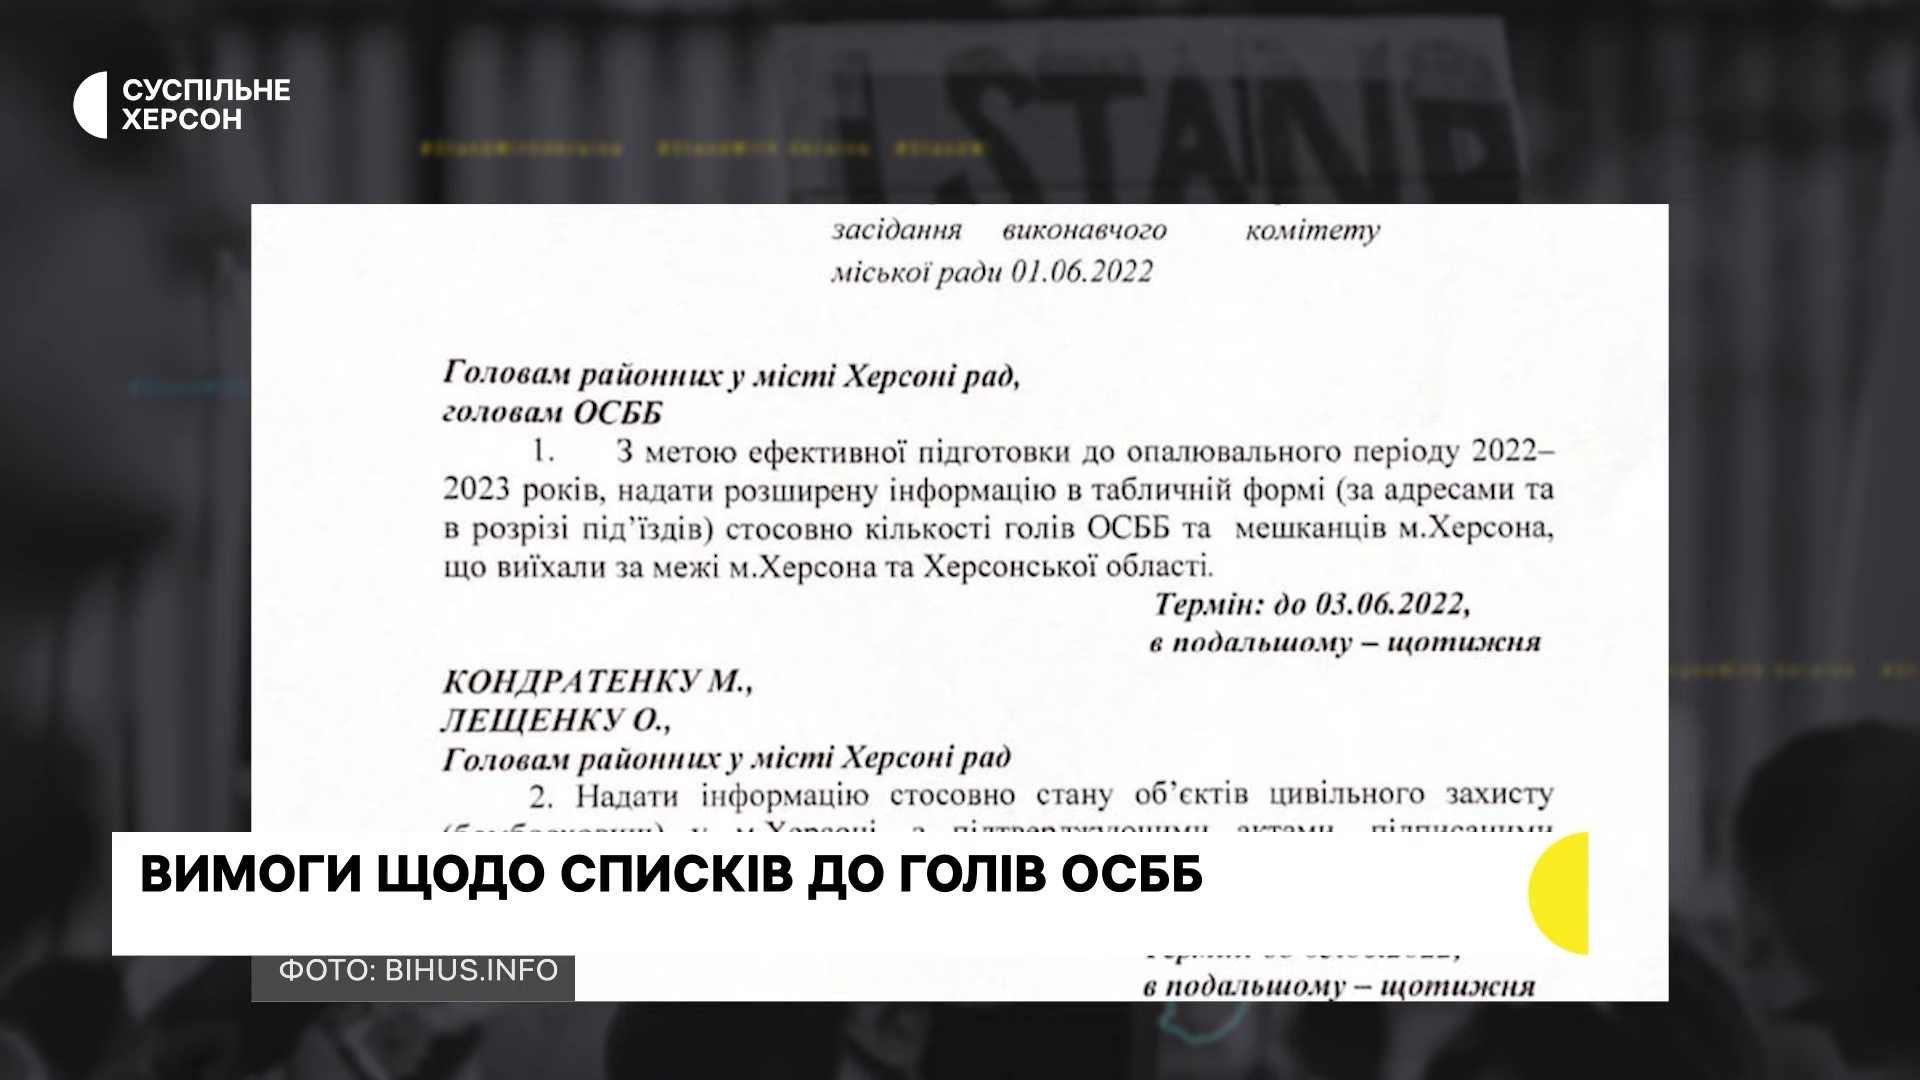 СУСПІЛЬНЕ
ХЕРСОН
I STAND
засідання виконавчого комітету
міської ради 01.06.2022
Головам районних у місті Херсоні рад,
головам ОСББ
1. З метою ефективної підготовки до опалювального періоду 2022–
2023 років, надати розширену інформацію в табличній формі (за адресами та
в розрізі під’їздів) стосовно кількості голів ОСББ та мешканців м.Херсона,
що виїхали за межі м.Херсона та Херсонської області.
Термін: до 03.06.2022,
в подальшому – щотижня
КОНДРАТЕНКУ М.,
ЛЕЩЕНКУ О.,
Головам районних у місті Херсоні рад
2. Надати інформацію стосовно стану об’єктів цивільного захисту
ВИМОГИ ЩОДО СПИСКІВ ДО ГОЛІВ ОСББ
ФОТО: BIHUS.INFO
в подальшому – щотижня